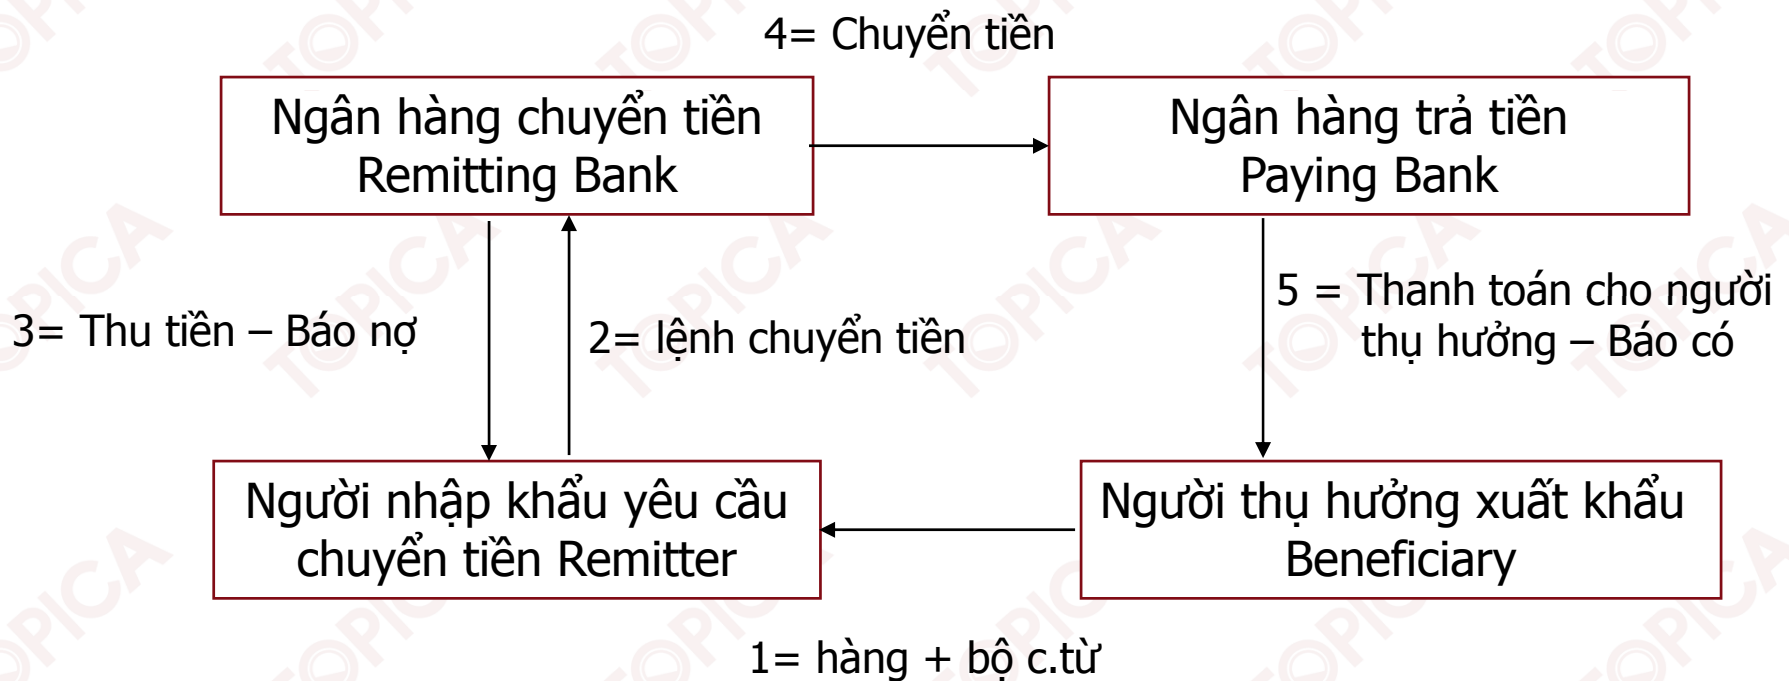 4= Chuyển tiền
Ngân hàng chuyển tiền
Remitting Bank
Ngân hàng trả tiền
Paying Bank
3= Thu tiền – Báo nợ
2= lệnh chuyển tiền
5 = Thanh toán cho người
thụ hưởng – Báo có
Người nhập khẩu yêu cầu
chuyển tiền Remitter
Người thụ hưởng xuất khẩu
Beneficiary
1= hàng + bộ c.từ
TOPICA